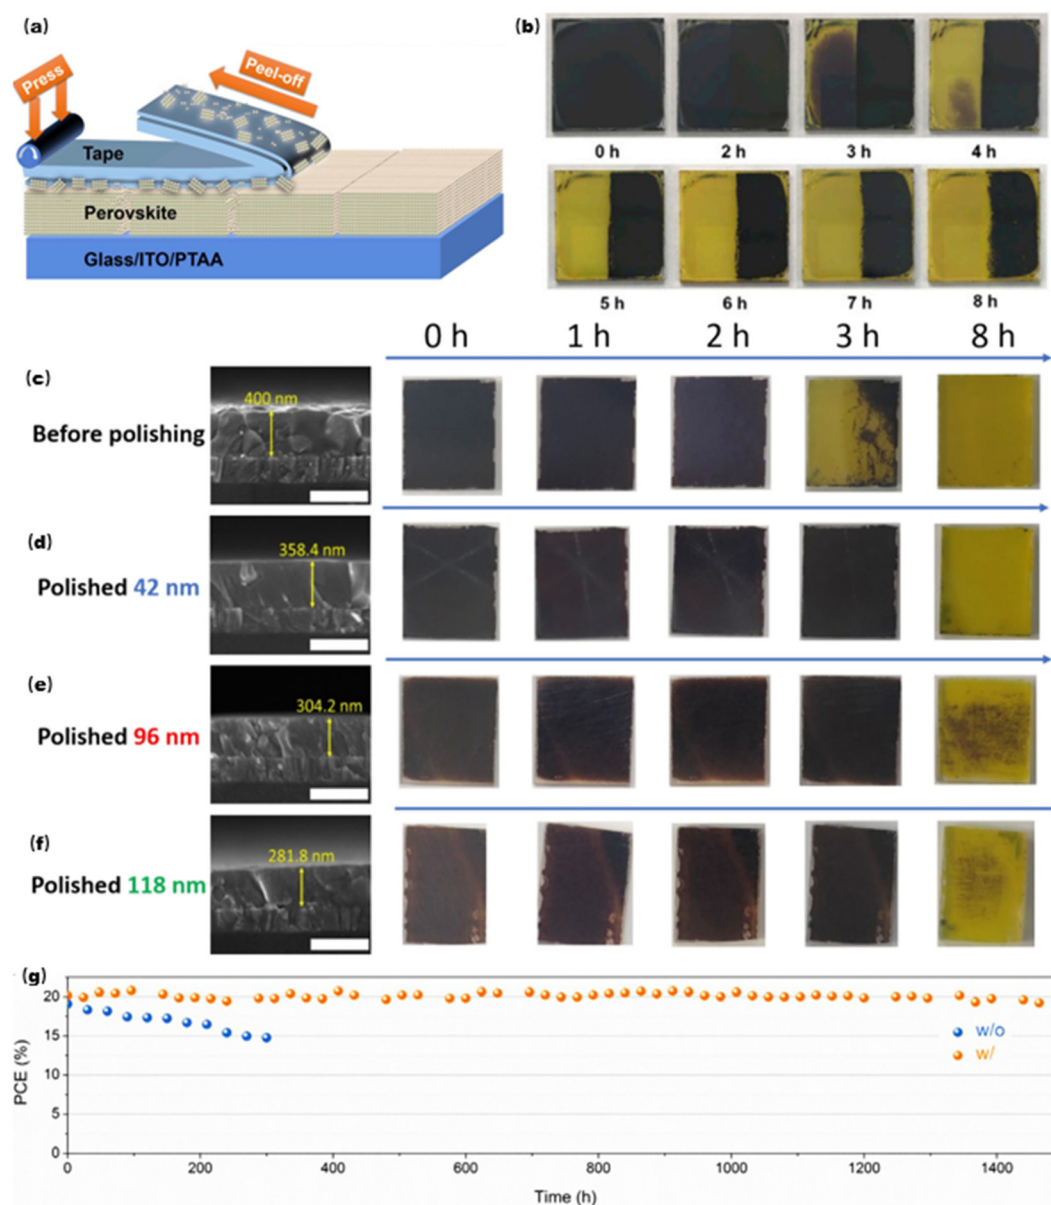 (a)
Press
Peel-off
Tape
Perovskite
Glass/ITO/PTAA
(b)
0 h
2 h
3 h
4 h
5 h
6 h
7 h
8 h
0 h
1 h
2 h
3 h
8 h
(c)
Before polishing
400 nm
(d)
Polished 42 nm
358.4 nm
(e)
Polished 96 nm
304.2 nm
(f)
Polished 118 nm
281.8 nm
(g)
PCE (%)
20
15
10
5
0
w/o
w/
0
200
400
600
800
1000
1200
1400
Time (h)